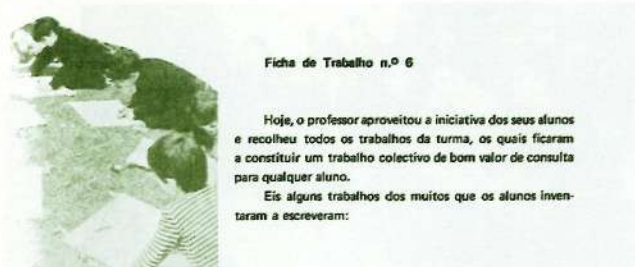 Ficha de Trabalho n.º 6
Hoje, o professor aproveitou a iniciativa dos seus alunos
e recolheu todos os trabalhos da turma, os quais ficaram
a constituir um trabalho colectivo de bom valor de consulta
para qualquer aluno.
Eis alguns trabalhos dos muitos que os alunos inven-
taram a escreveram: